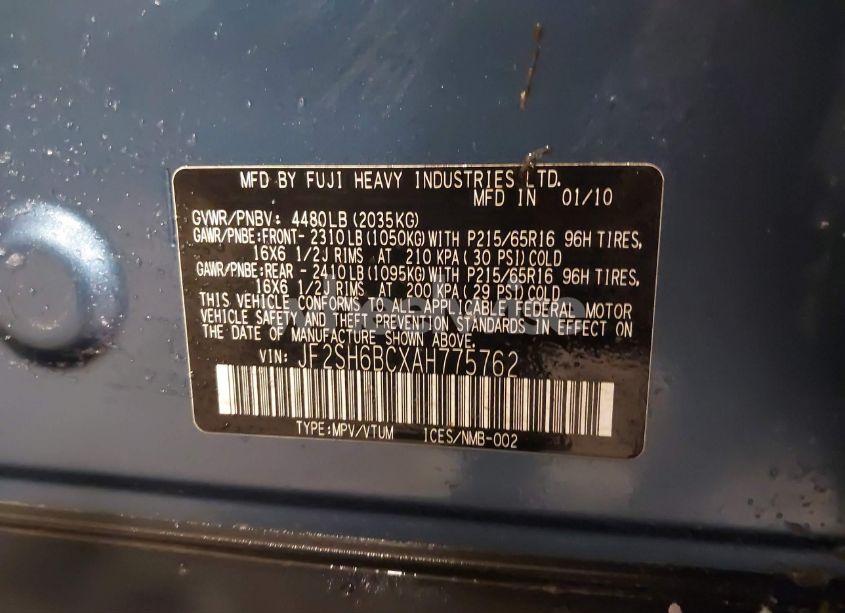 MFD BY FUJI HEAVY INDUSTRIES LTD.
MFD IN 01/10
GVWR/PNBV: 4480LB(2035KG)
GAWR/PNBE:FRONT- 2310LB(1050KG)WITH P215/65R16 96H TIRES,
16X6 1/2J RIMS AT 210 KPA( 30 PSI)COLD
GAWR/PNBE:REAR - 2410LB(1095KG)WITH P215/65R16 96H TIRES,
16X6 1/2J RIMS AT 200 KPA( 29 PSI)COLD
THIS VEHICLE CONFORMS TO ALL APPLICABLE FEDERAL MOTOR
VEHICLE SAFETY AND THEFT PREVENTION STANDARDS IN EFFECT ON
THE DATE OF MANUFACTURE SHOWN ABOVE.
VIN: JF2SH6BCXAH775762
TYPE:MPV/VTUM ICES/NMB-002